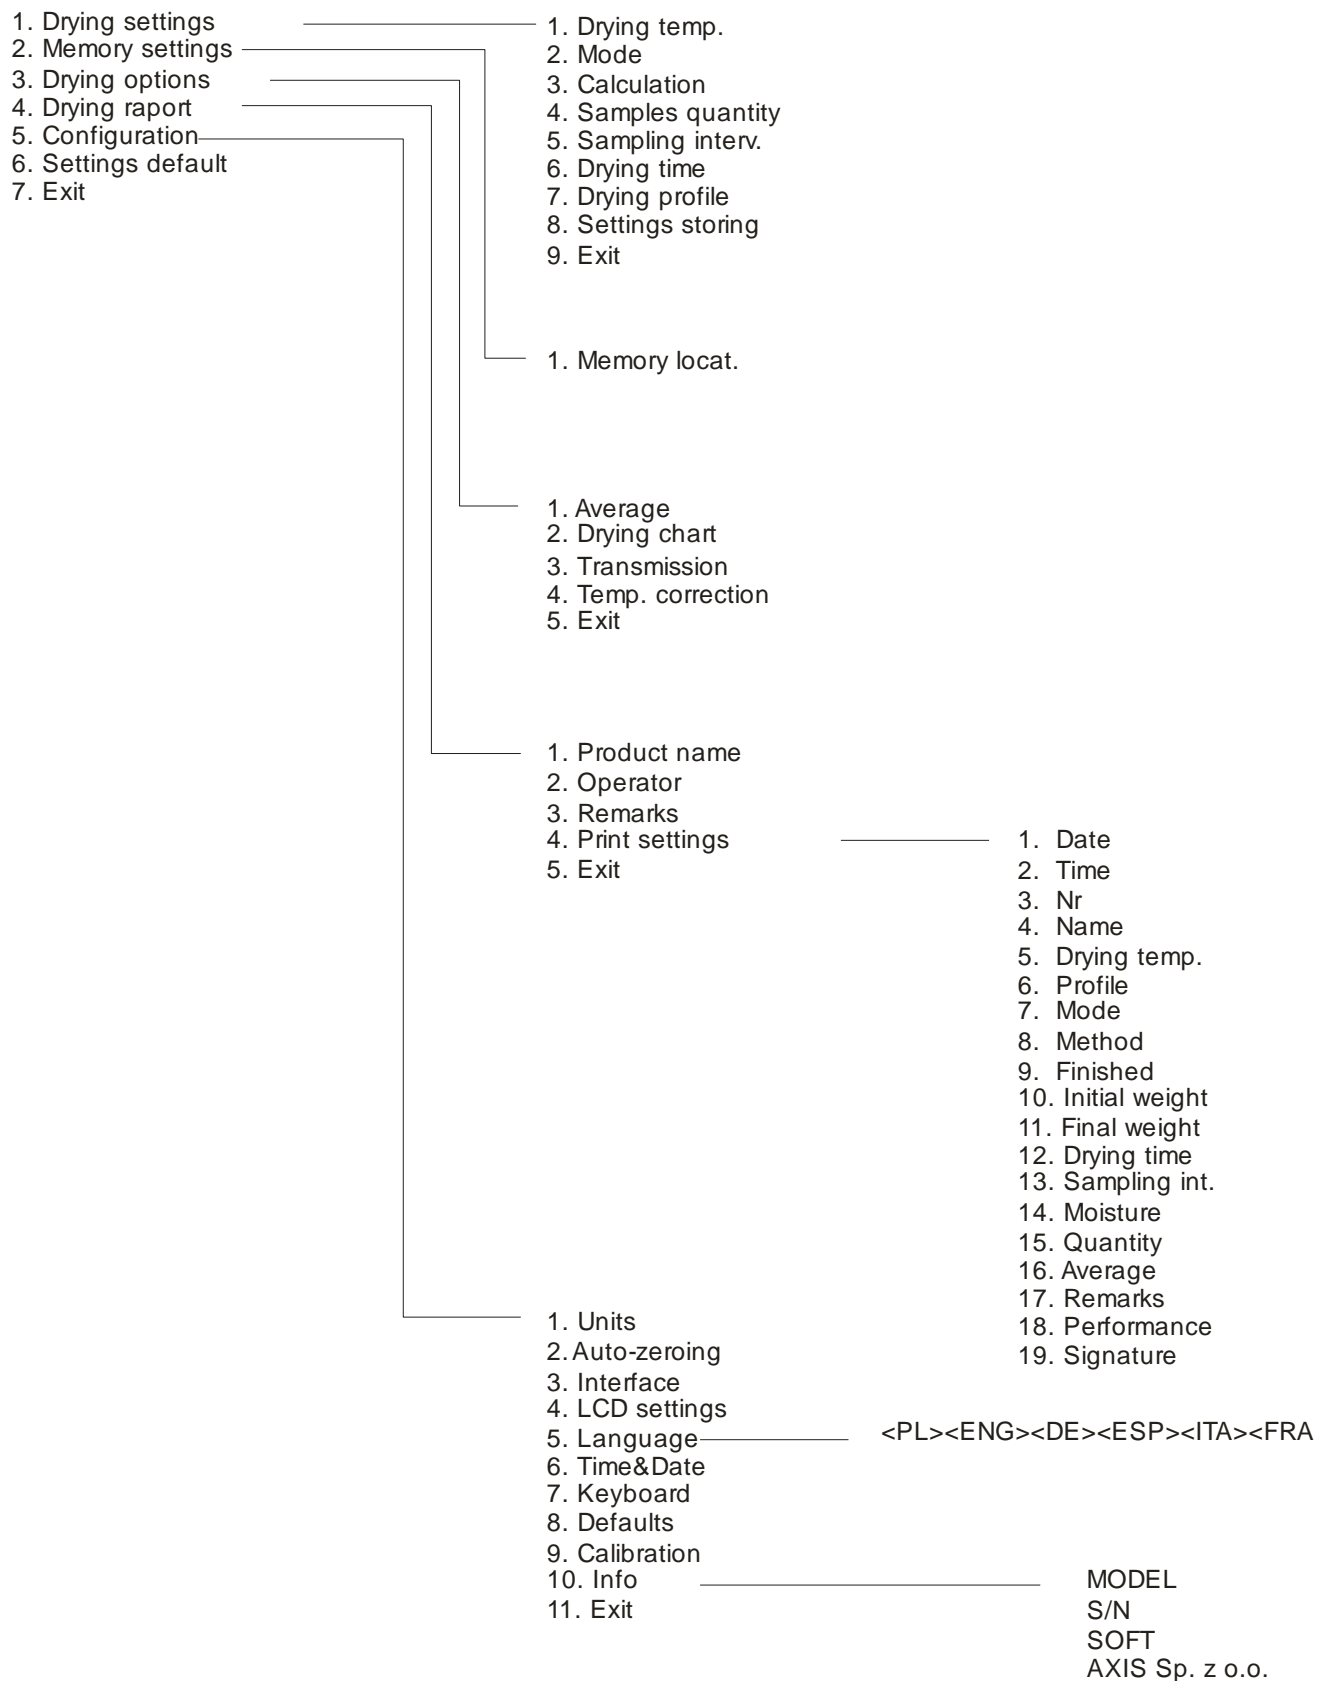 1. Drying settings
2. Memory settings
3. Drying options
4. Drying raport
5. Configuration
6. Settings default
7. Exit
1. Drying temp.
2. Mode
3. Calculation
4. Samples quantity
5. Sampling interv.
6. Drying time
7. Drying profile
8. Settings storing
9. Exit
1. Memory locat.
1. Average
2. Drying chart
3. Transmission
4. Temp. correction
5. Exit
1. Product name
2. Operator
3. Remarks
4. Print settings
5. Exit
1. Date
2. Time
3. Nr
4. Name
5. Drying temp.
6. Profile
7. Mode
8. Method
9. Finished
10. Initial weight
11. Final weight
12. Drying time
13. Sampling int.
14. Moisture
15. Quantity
16. Average
17. Remarks
18. Performance
19. Signature
1. Units
2. Auto-zeroing
3. Interface
4. LCD settings
5. Language
6. Time&Date
7. Keyboard
8. Defaults
9. Calibration
10. Info
11. Exit
<PL><ENG><DE><ESP><ITA><FRA
MODEL
S/N
SOFT
AXIS Sp. z o.o.